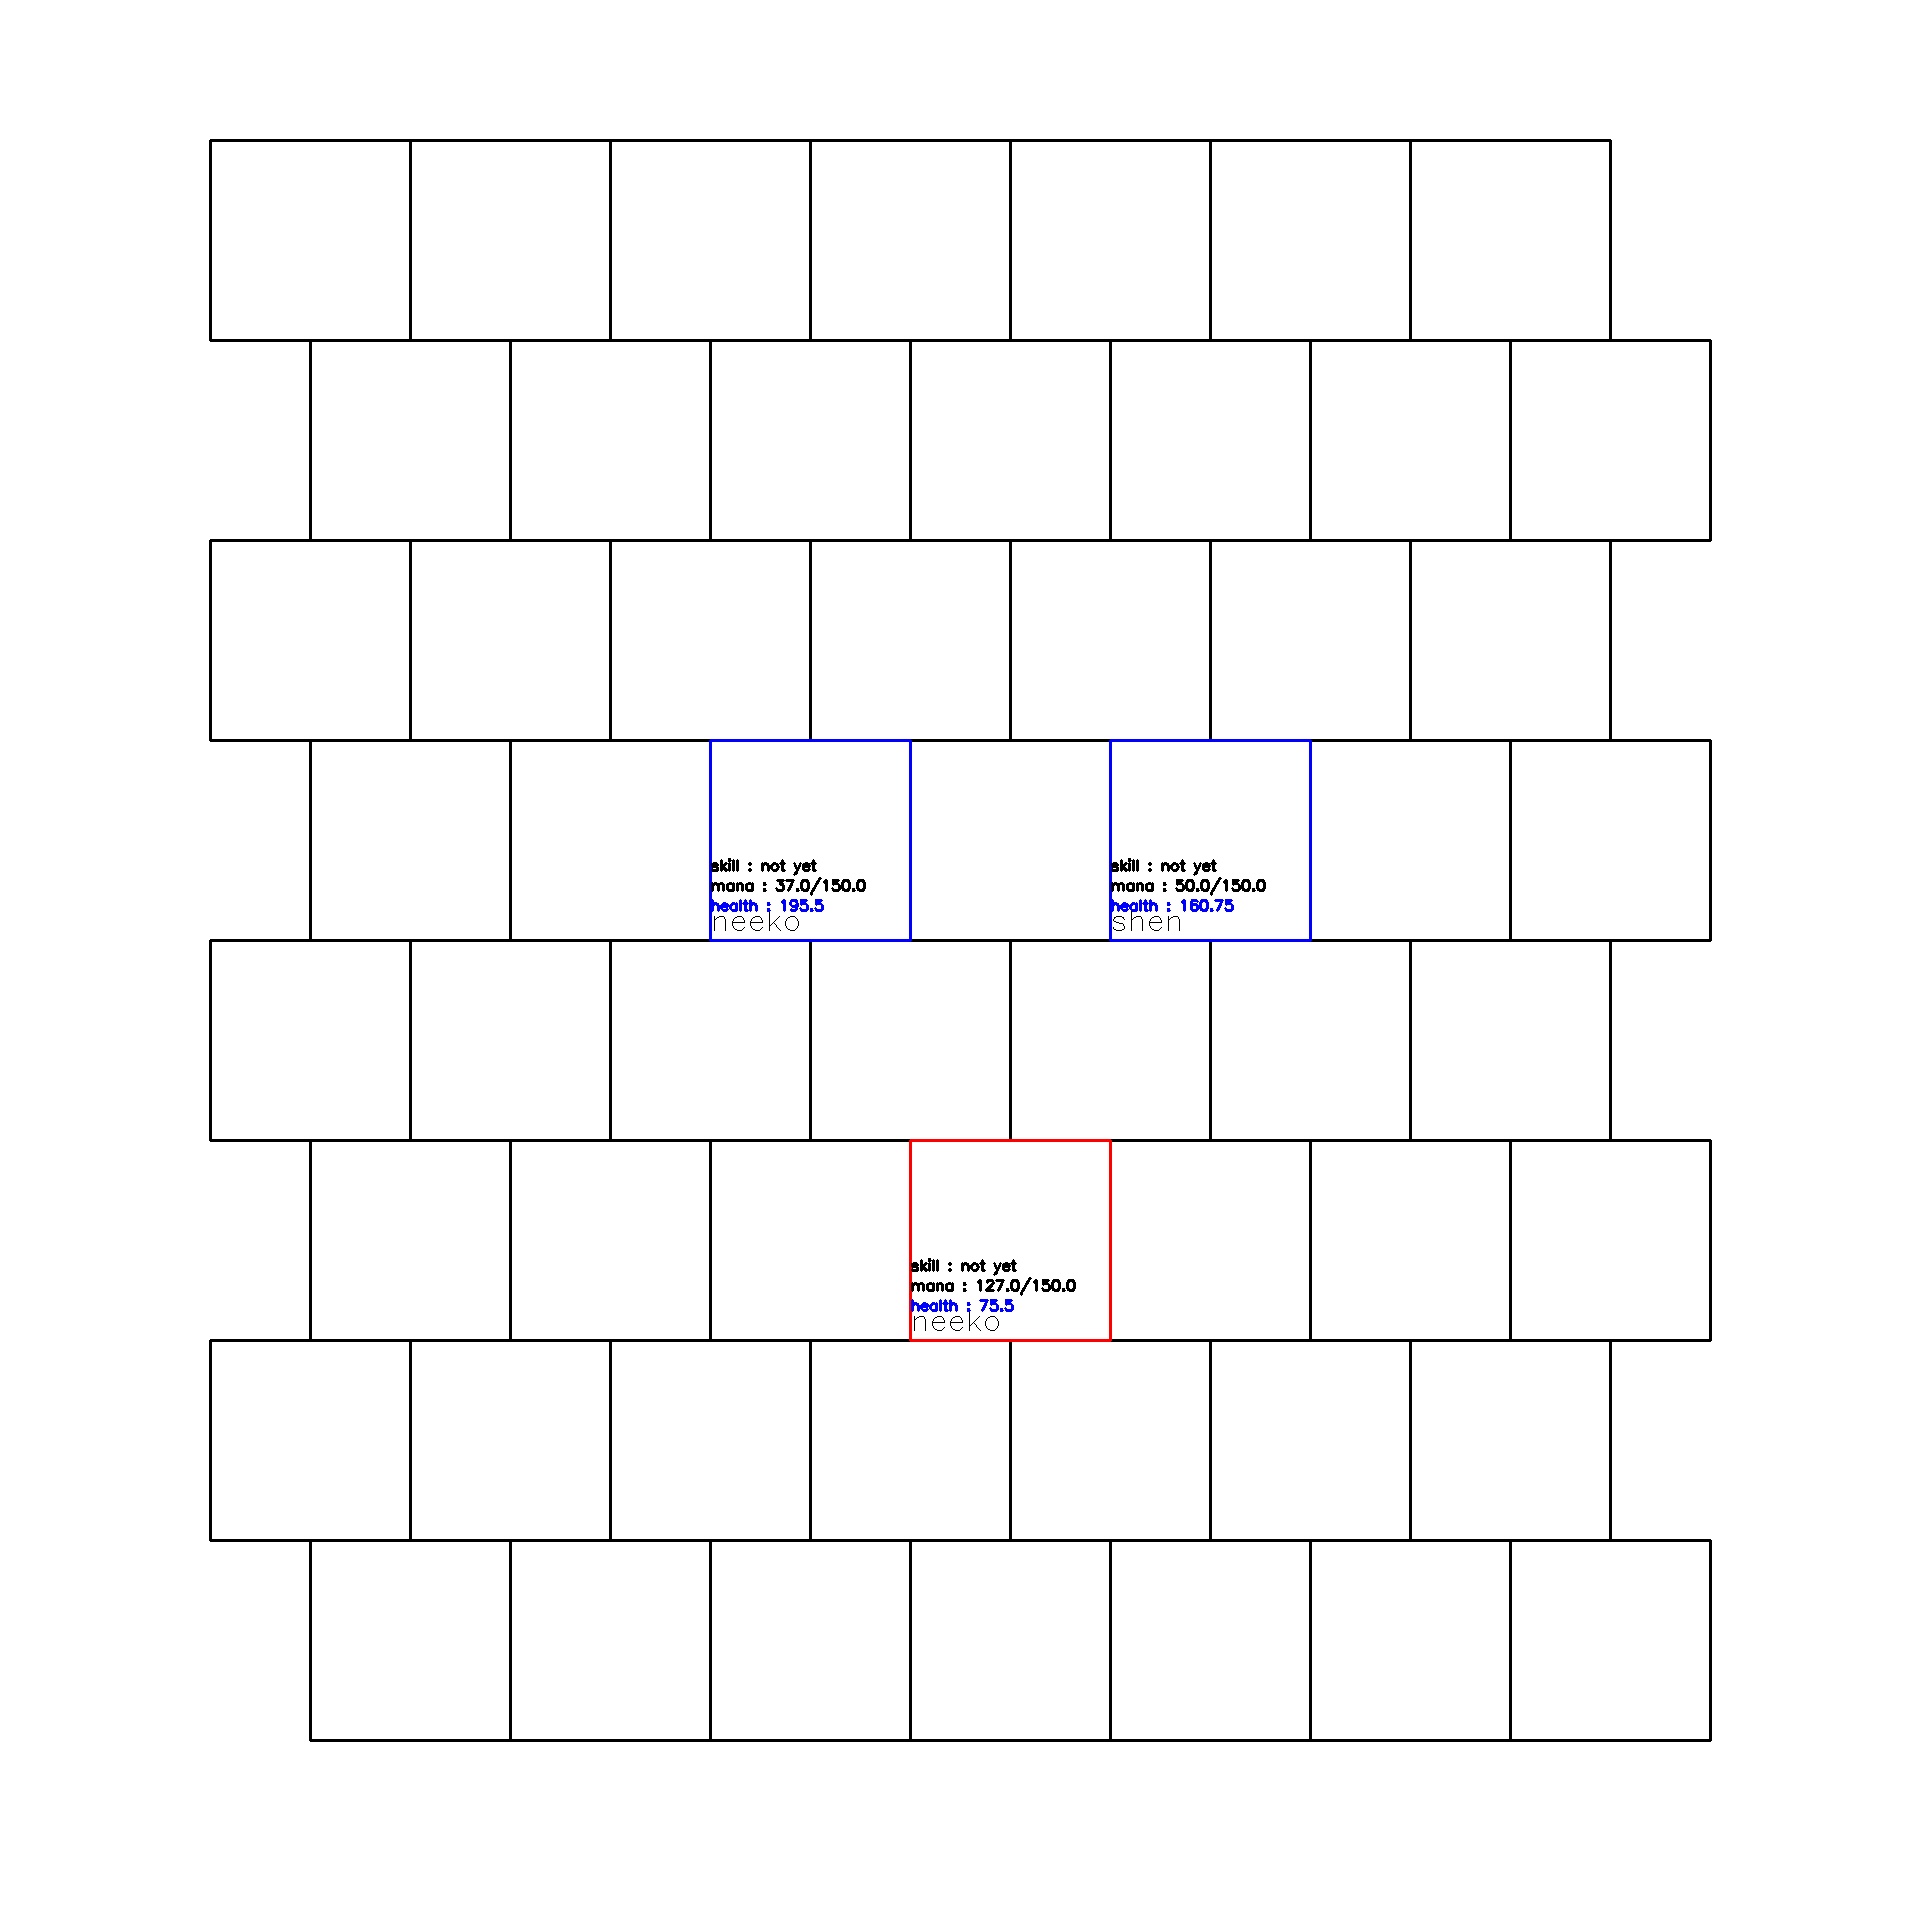 skill : not yet
mana : 37.0/150.0
health : 195.5
neeko
skill : not yet
mana : 50.0/150.0
health : 160.75
shen
skill : not yet
mana : 127.0/150.0
health : 75.5
neeko